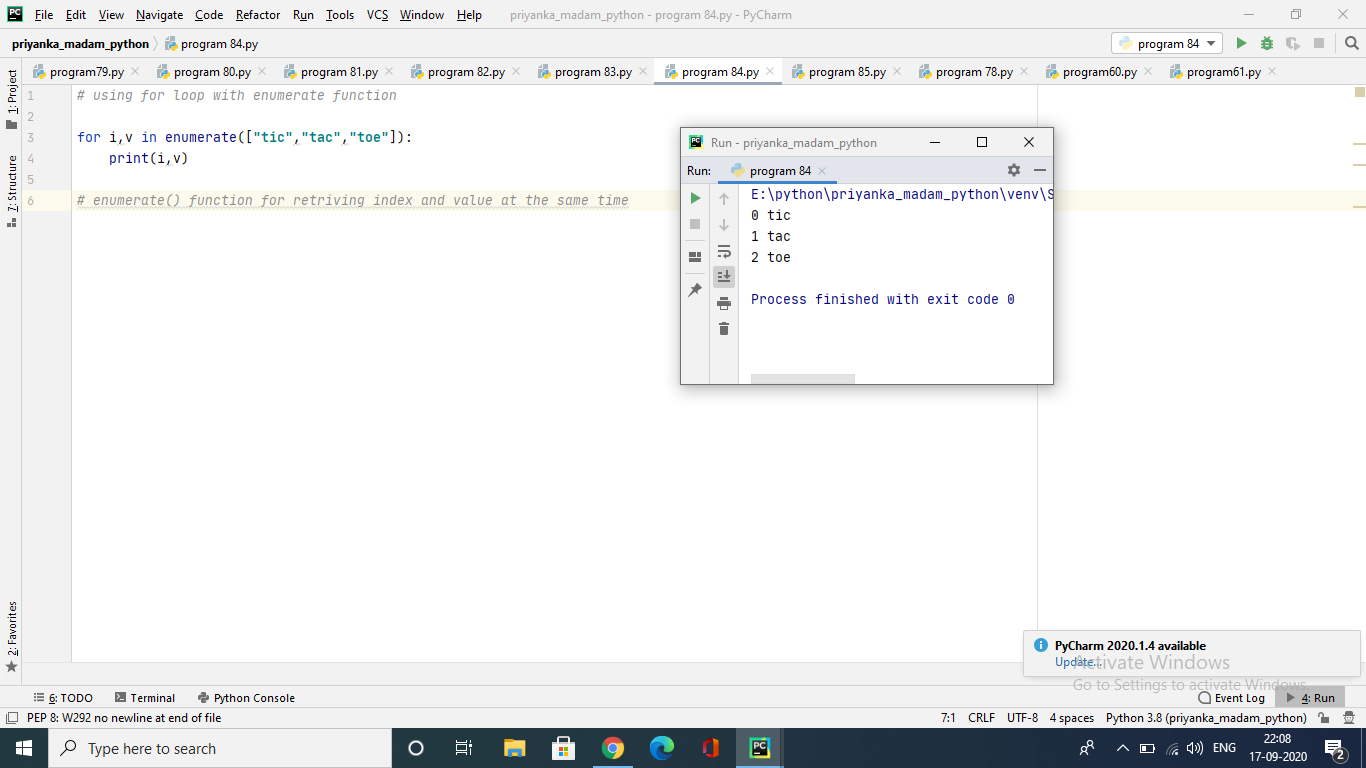 File Edit View Navigate Code Refactor Run Tools VCS Window Help priyanka_madam_python - program 84.py - PyCharm
priyanka_madam_python program 84.py program 84
program79.py program 80.py program 81.py program 82.py program 83.py program 84.py program 85.py program 78.py program60.py program61.py
1: Project
7: Structure
2: Favorites
1 # using for loop with enumerate function
2
3 for i,v in enumerate(["tic","tac","toe"]):
4 print(i,v)
5
6 # enumerate() function for retriving index and value at the same time
Run - priyanka_madam_python
Run: program 84
E:\python\priyanka_madam_python\venv\S
0 tic
1 tac
2 toe
Process finished with exit code 0
PyCharm 2020.1.4 available
Update...
Activate Windows
Go to Settings to activate Windows.
6: TODO Terminal Python Console Event Log 4: Run
PEP 8: W292 no newline at end of file 7:1 CRLF UTF-8 4 spaces Python 3.8 (priyanka_madam_python)
Type here to search ENG 22:08
17-09-2020 2